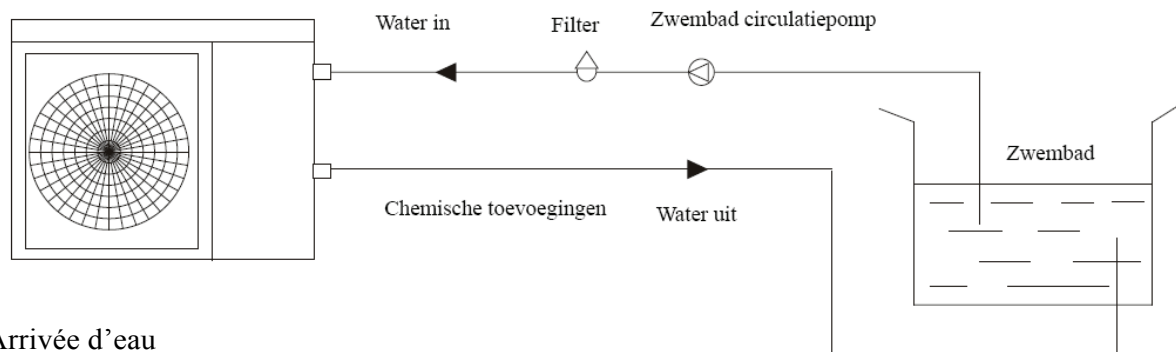 Water in
Filter
Zwembad circulatiepomp
Zwembad
Chemische toevoegingen
Water uit
Arrivée d’eau